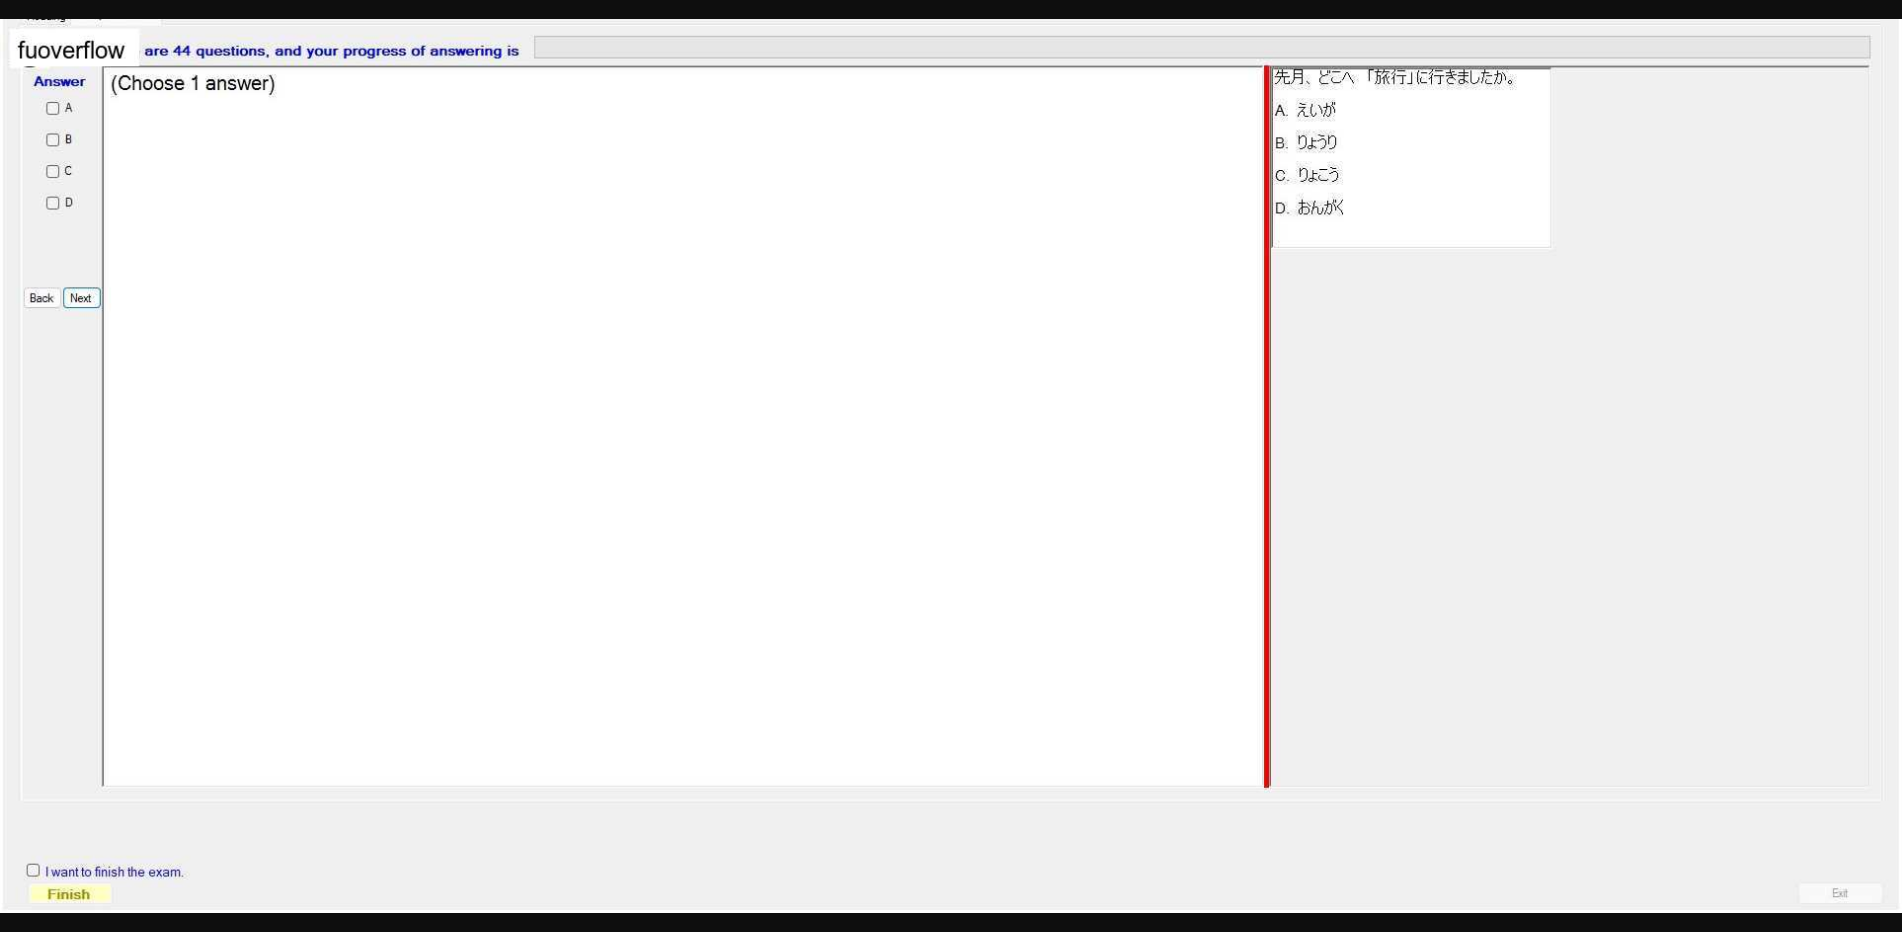 fuoverflow are 44 questions, and your progress of answering is
Answer
(Choose 1 answer)
A
B
C
D
Back Next
先月、どこへ 「旅行」に行きましたか。
A. えいが
B. りょうり
C. りょこう
D. おんがく
I want to finish the exam.
Finish
Exit